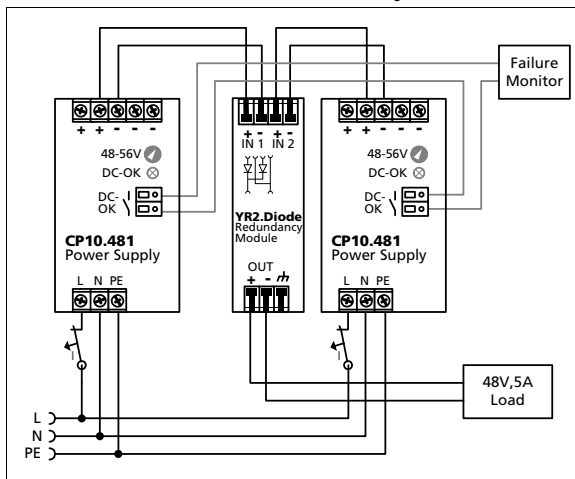 Failure
Monitor
+ + - - -
48-56V
DC-OK
DC-
OK
CP10.481
Power Supply
L N PE
+ - + -
IN 1 IN 2
YR2.Diode
Redundancy
Module
OUT
+ -
+ + - - -
48-56V
DC-OK
DC-
OK
CP10.481
Power Supply
L N PE
I
I
48V,5A
Load
L
N
PE